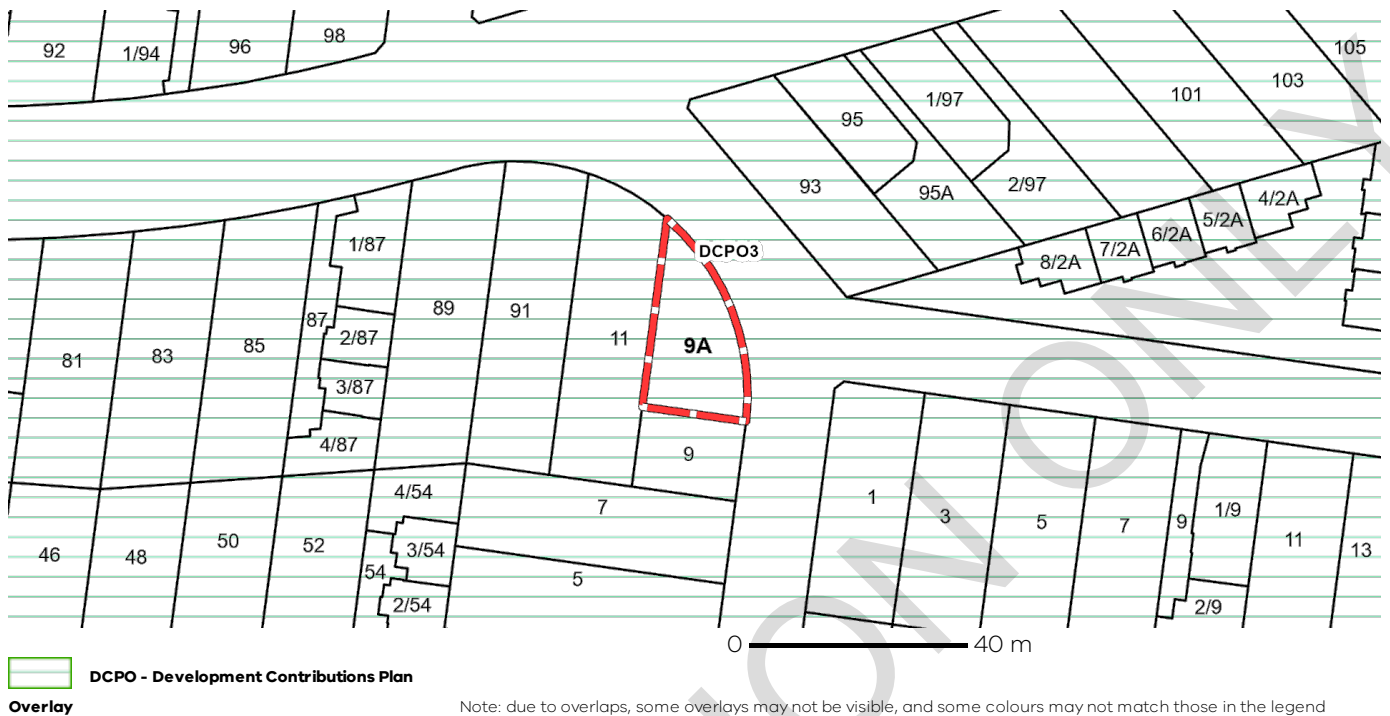 92 1/94 96 98
105
103
101
1/97
95
93 95A 2/97
4/2A
5/2A
6/2A
7/2A
8/2A
DCPO3
1/87
87 2/87
3/87
4/87
81 83 85 89 91 11 9A
9
4/54
7
3/54
54
2/54
5
46 48 50 52
1 3 5 7 9 1/9 11 13
2/9
0 40 m
DCPO - Development Contributions Plan
Overlay
Note: due to overlaps, some overlays may not be visible, and some colours may not match those in the legend
ON ONLY